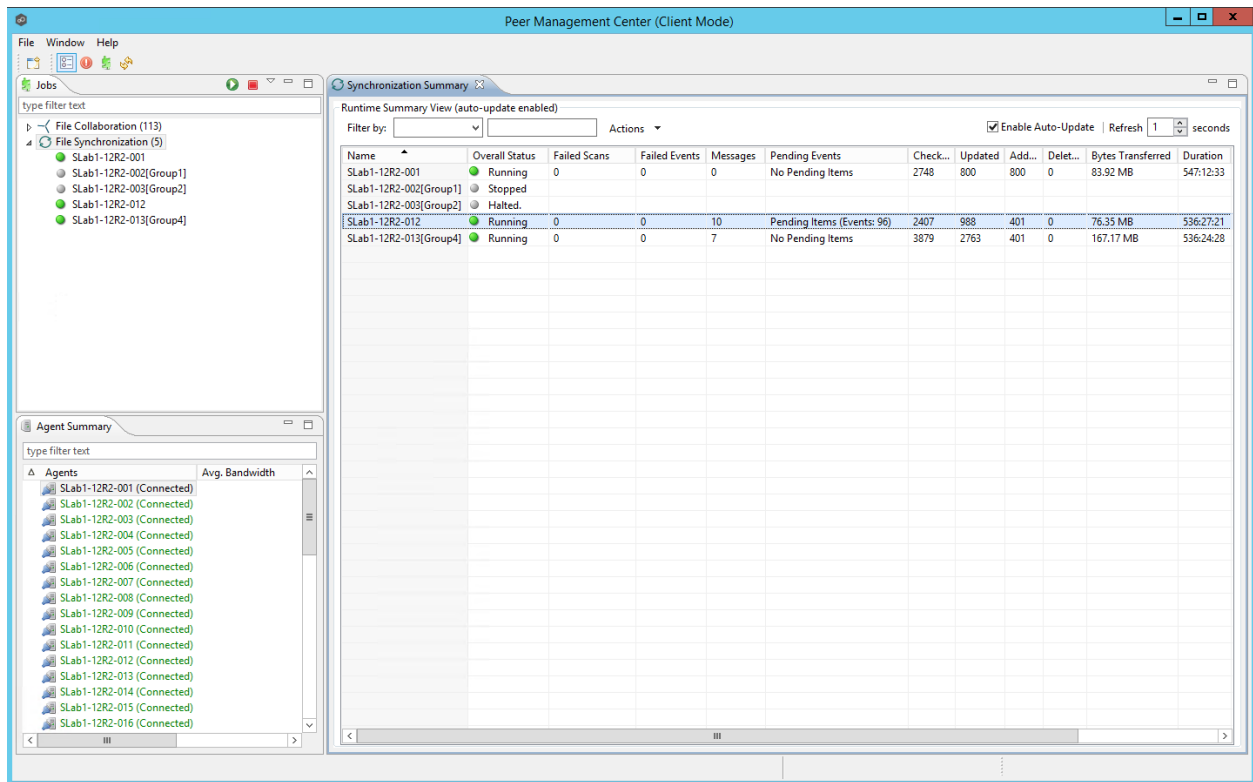 Peer Management Center (Client Mode)
File Window Help
Jobs
type filter text
File Collaboration (113)
File Synchronization (5)
SLab1-12R2-001
SLab1-12R2-002[Group1]
SLab1-12R2-003[Group2]
SLab1-12R2-012
SLab1-12R2-013[Group4]
Agent Summary
type filter text
Agents Avg. Bandwidth
SLab1-12R2-001 (Connected)
SLab1-12R2-002 (Connected)
SLab1-12R2-003 (Connected)
SLab1-12R2-004 (Connected)
SLab1-12R2-005 (Connected)
SLab1-12R2-006 (Connected)
SLab1-12R2-007 (Connected)
SLab1-12R2-008 (Connected)
SLab1-12R2-009 (Connected)
SLab1-12R2-010 (Connected)
SLab1-12R2-011 (Connected)
SLab1-12R2-012 (Connected)
SLab1-12R2-013 (Connected)
SLab1-12R2-014 (Connected)
SLab1-12R2-015 (Connected)
SLab1-12R2-016 (Connected)
Synchronization Summary
Runtime Summary View (auto-update enabled)
Filter by: Actions Enable Auto-Update Refresh 1 seconds
Name Overall Status Failed Scans Failed Events Messages Pending Events Check... Updated Add... Delet... Bytes Transferred Duration
SLab1-12R2-001 Running 0 0 0 No Pending Items 2748 800 800 0 83.92 MB 547:12:33
SLab1-12R2-002[Group1] Stopped
SLab1-12R2-003[Group2] Halted.
SLab1-12R2-012 Running 0 0 10 Pending Items (Events: 96) 2407 988 401 0 76.35 MB 536:27:21
SLab1-12R2-013[Group4] Running 0 0 7 No Pending Items 3879 2763 401 0 167.17 MB 536:24:28